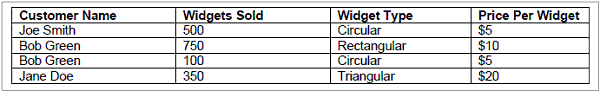 Customer Name Widgets Sold Widget Type Price Per Widget
Joe Smith 500 Circular $5
Bob Green 750 Rectangular $10
Bob Green 100 Circular $5
Jane Doe 350 Triangular $20